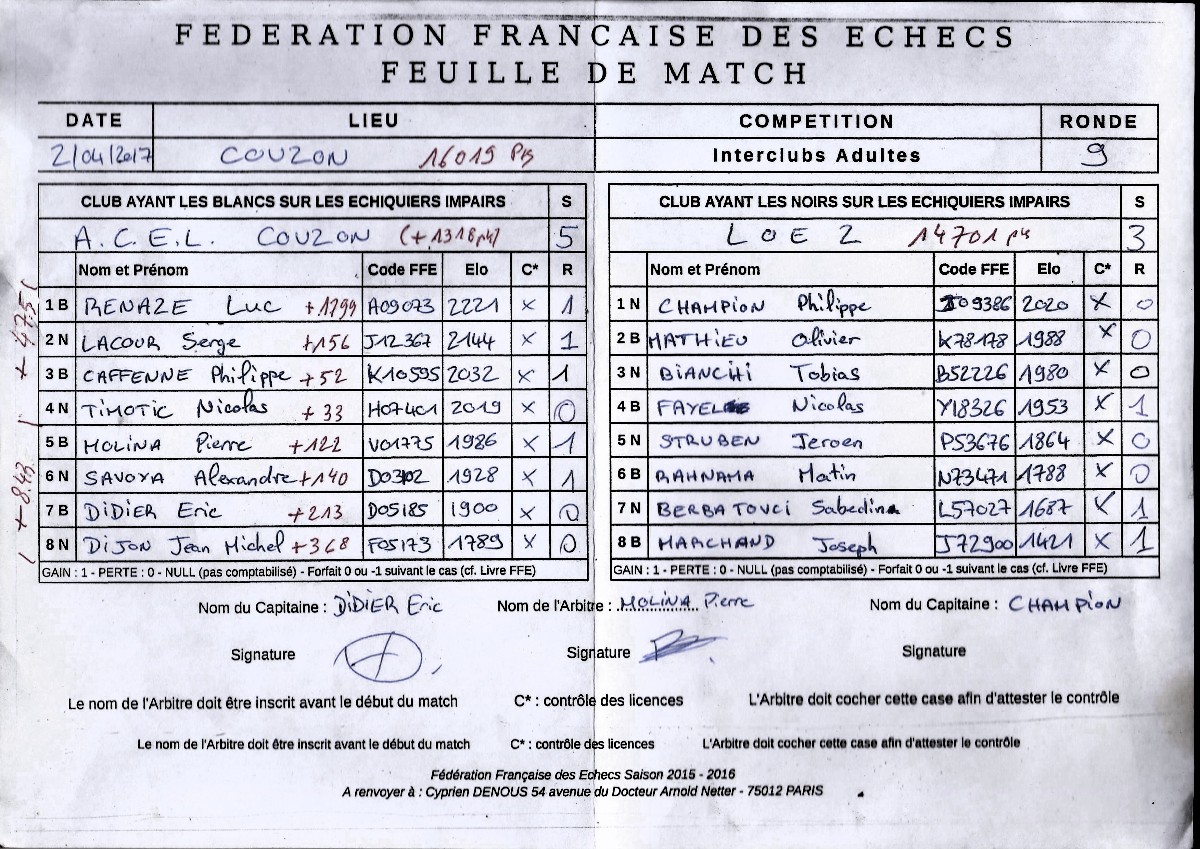 FEDERATION FRANCAISE DES ECHECS
FEUILLE DE MATCH
DATE LIEU COMPETITION RONDE
2/04/2017 COUZON 16019 Pts Interclubs Adultes 9
CLUB AYANT LES BLANCS SUR LES ECHIQUIERS IMPAIRS S
A.C.E.L. COUZON (+1318 pts) 5
Nom et Prénom Code FFE Elo C* R
1 B RENAZE Luc +1799 A09073 2221 x 1
2 N LACOUR Serge +156 J12367 2144 x 1
3 B CAFFENNE Philippe +52 K10595 2032 x 1
4 N TIMOTIC Nicolas +33 H07401 2019 x 0
5 B MOLINA Pierre +122 V01775 1986 x 1
6 N SAVOYA Alexandre +140 1928 x 1
7 B DIDIER Eric +213 D05185 1900 x 0
8 N DIJON Jean Michel +368 F05173 1789 x 0
GAIN : 1 - PERTE : 0 - NULL (pas comptabilisé) - Forfait 0 ou -1 suivant le cas (cf. Livre FFE)
CLUB AYANT LES NOIRS SUR LES ECHIQUIERS IMPAIRS S
LOE 2 14701 pts 3
Nom et Prénom Code FFE Elo C* R
1 N CHAMPION Philippe 2020 x 0
2 B MATHIEU Olivier K78178 1988 x 0
3 N BIANCHI Tobias B52226 1980 x 0
4 B Nicolas Y18326 1953 x 1
5 N STRUBEN Jeroen P53676 1864 x 0
6 B RAHNAMA Matin N73471 1788 x 0
7 N BERBATOVCI Sabedina L57027 1687 x 1
8 B MARCHAND Joseph J72900 1421 x 1
GAIN : 1 - PERTE : 0 - NULL (pas comptabilisé) - Forfait 0 ou -1 suivant le cas (cf. Livre FFE)
Nom du Capitaine : DIDIER Eric Nom de l'Arbitre : MOLINA Pierre Nom du Capitaine : CHAMPION
Signature Signature Signature
Le nom de l'Arbitre doit être inscrit avant le début du match C* : contrôle des licences L'Arbitre doit cocher cette case afin d'attester le contrôle
Le nom de l'Arbitre doit être inscrit avant le début du match C* : contrôle des licences L'Arbitre doit cocher cette case afin d'attester le contrôle
Fédération Française des Echecs Saison 2015 - 2016
A renvoyer à : Cyprien DENOUS 54 avenue du Docteur Arnold Netter - 75012 PARIS